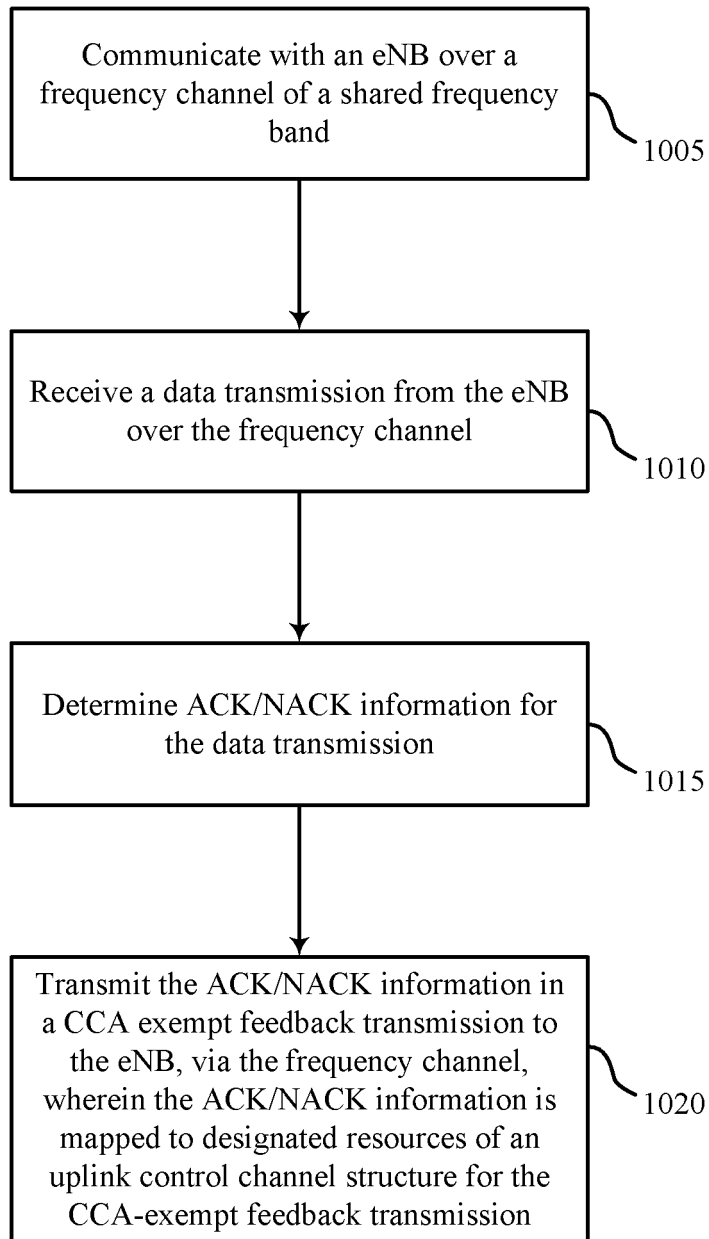 Communicate with an eNB over a
frequency channel of a shared frequency
band
1005
Receive a data transmission from the eNB
over the frequency channel
1010
Determine ACK/NACK information for
the data transmission
1015
Transmit the ACK/NACK information in
a CCA exempt feedback transmission to
the eNB, via the frequency channel,
wherein the ACK/NACK information is
mapped to designated resources of an
uplink control channel structure for the
CCA-exempt feedback transmission
1020